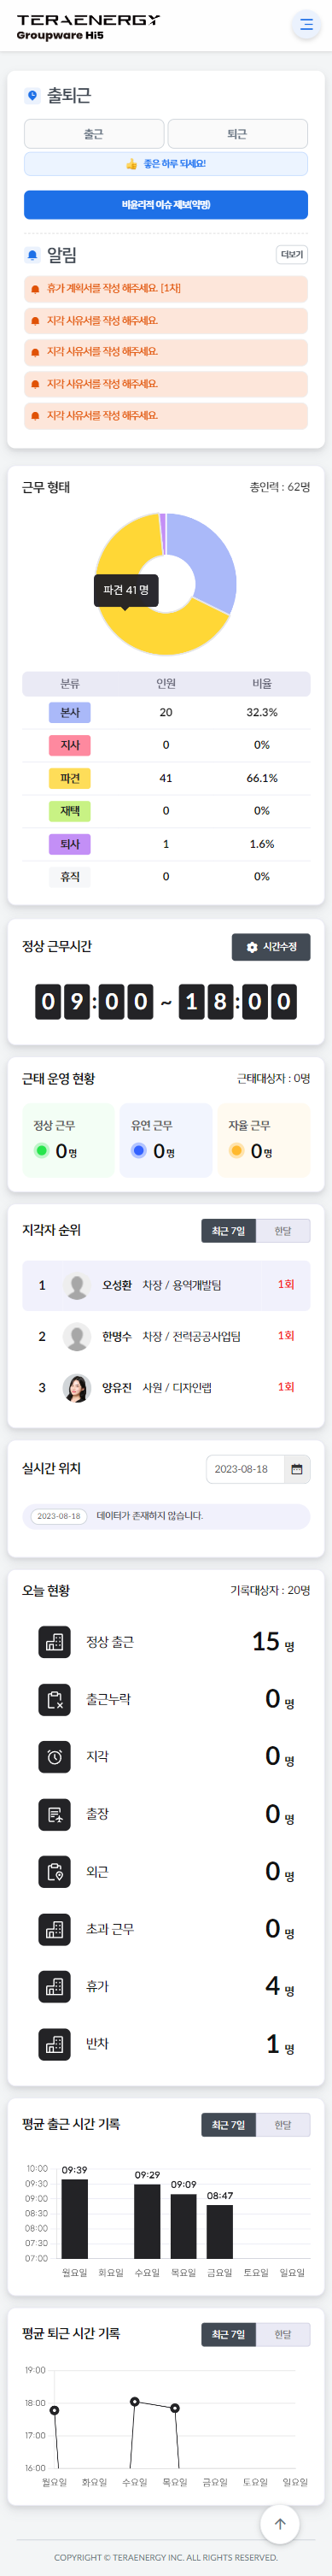 TERAENERGY
Groupware Hi5
출퇴근
출근 퇴근
👍 좋은 하루 되세요!
비윤리적 이슈 제보(익명)
알림 더보기
휴가 계획서를 작성 해주세요. [1차]
지각 사유서를 작성 해주세요.
지각 사유서를 작성 해주세요.
지각 사유서를 작성 해주세요.
지각 사유서를 작성 해주세요.
근무 형태 총인력 : 62명
파견 41 명
분류 인원 비율
본사 20 32.3%
지사 0 0%
파견 41 66.1%
재택 0 0%
퇴사 1 1.6%
휴직 0 0%
정상 근무시간 시간수정
09:00 ~ 18:00
근태 운영 현황 근태대상자 : 0명
정상 근무 유연 근무 자율 근무
0명 0명 0명
지각자 순위 최근 7일 한달
1 오성환 차장 / 용역개발팀 1회
2 한명수 차장 / 전력공공사업팀 1회
3 양유진 사원 / 디자인랩 1회
실시간 위치 2023-08-18
2023-08-18 데이터가 존재하지 않습니다.
오늘 현황 기록대상자 : 20명
정상 출근 15 명
출근누락 0 명
지각 0 명
출장 0 명
외근 0 명
초과 근무 0 명
휴가 4 명
반차 1 명
평균 출근 시간 기록 최근 7일 한달
10:00
09:30
09:00
08:30
08:00
07:30
07:00
09:39 09:29 09:09 08:47
월요일 화요일 수요일 목요일 금요일 토요일 일요일
평균 퇴근 시간 기록 최근 7일 한달
19:00
18:00
17:00
16:00
월요일 화요일 수요일 목요일 금요일 토요일 일요일
COPYRIGHT © TERAENERGY INC. ALL RIGHTS RESERVED.